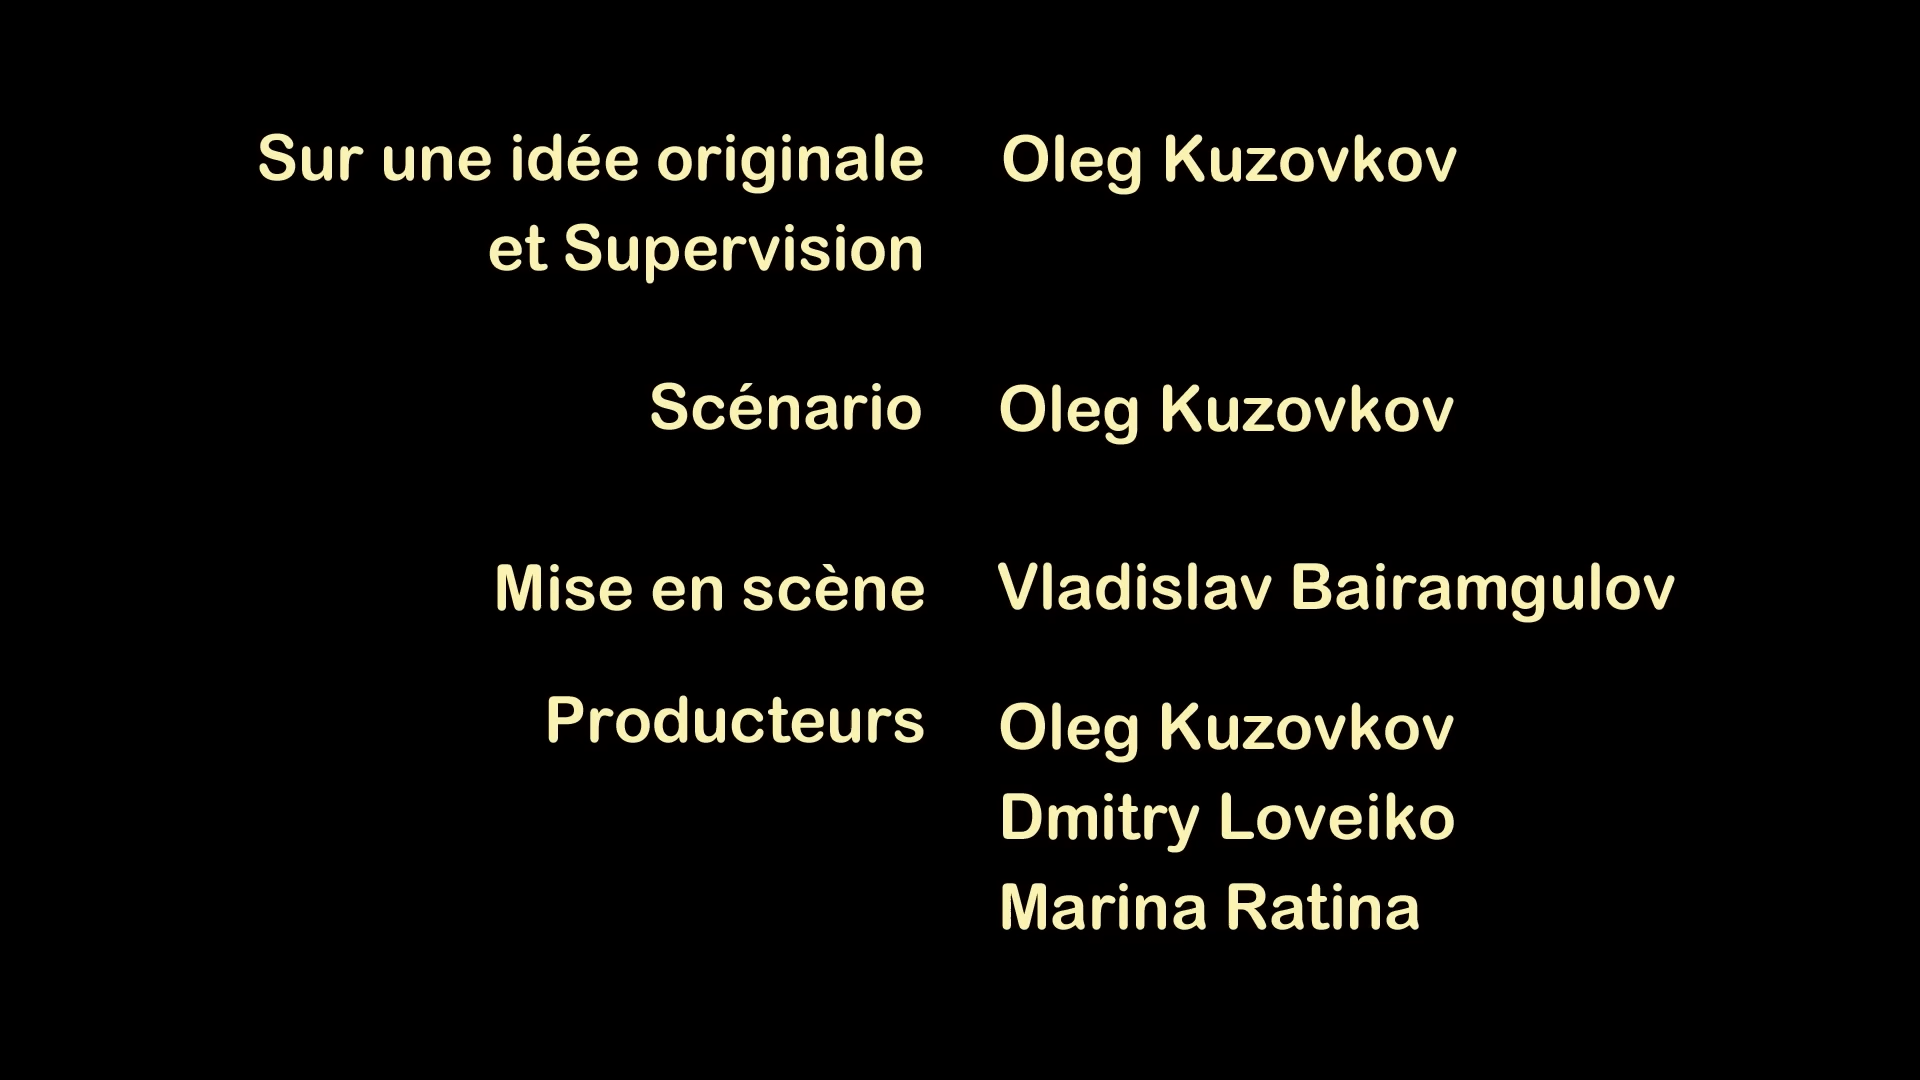 Sur une idée originale Oleg Kuzovkov
et Supervision
Scénario Oleg Kuzovkov
Mise en scène Vladislav Bairamgulov
Producteurs Oleg Kuzovkov
Dmitry Loveiko
Marina Ratina